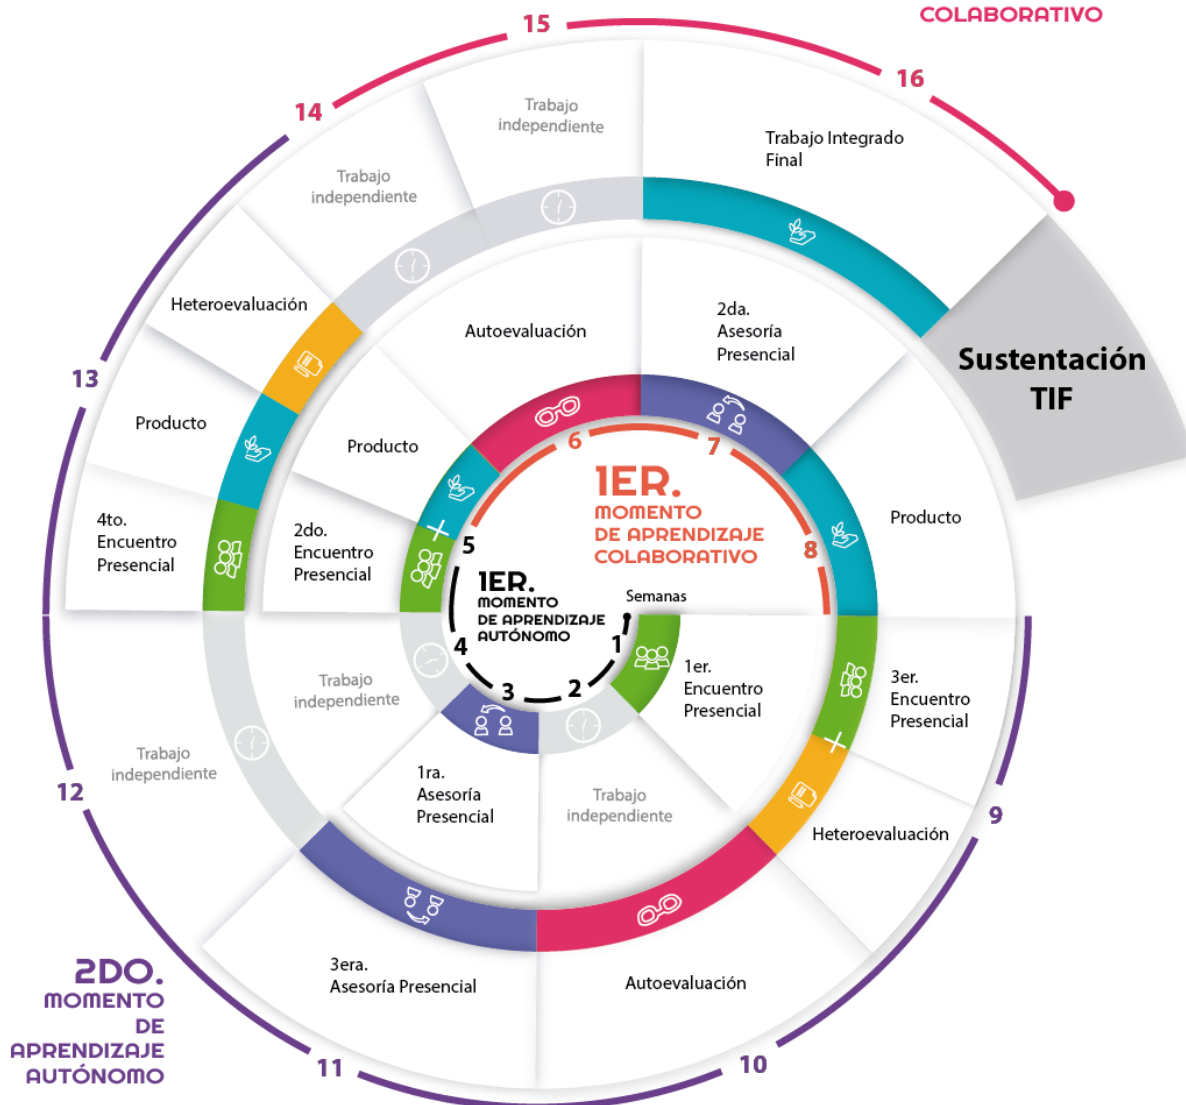 COLABORATIVO
15
16
14
Trabajo
independiente
Trabajo Integrado
Final
Trabajo
independiente
Heteroevaluación
Autoevaluación
2da.
Asesoría
Presencial
Sustentación
TIF
13
Producto
Producto
6
7
1ER.
MOMENTO
DE APRENDIZAJE
COLABORATIVO
Producto
4to.
Encuentro
Presencial
2do.
Encuentro
Presencial
5
8
1ER.
MOMENTO
DE APRENDIZAJE
AUTÓNOMO
Semanas
1
2
3
4
1er.
Encuentro
Presencial
3er.
Encuentro
Presencial
Trabajo
independiente
Trabajo
independiente
12
1ra.
Asesoría
Presencial
Trabajo
independiente
9
Heteroevaluación
3era.
Asesoría Presencial
Autoevaluación
2DO.
MOMENTO
DE
APRENDIZAJE
AUTÓNOMO
11
10